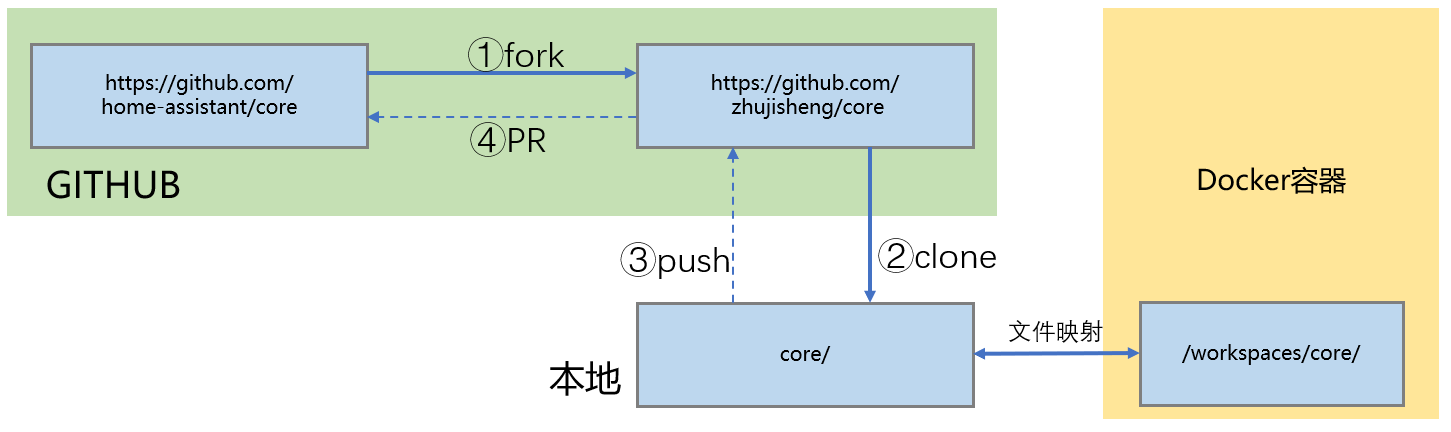 ①fork
https://github.com/
home-assistant/core
https://github.com/
zhujisheng/core
④PR
GITHUB
Docker容器
③push
②clone
文件映射
core/
/workspaces/core/
本地